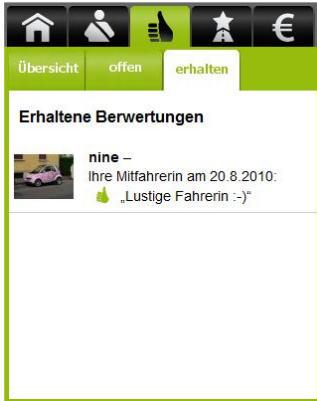 €
Übersicht offen erhalten
Erhaltene Berwertungen
nine –
Ihre Mitfahrerin am 20.8.2010:
„Lustige Fahrerin :-)“